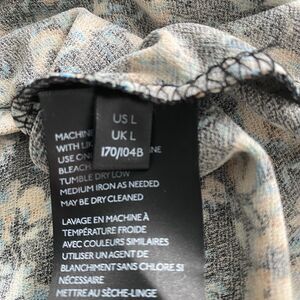 US L
UK L
170/104B
MACHINE
WITH
USE
BLEACH
TUMBLE DRY LOW
MEDIUM IRON AS NEEDED
MAY BE DRY CLEANED
LAVAGE EN MACHINE À
TEMPÉRATURE FROIDE
AVEC COULEURS SIMILAIRES
UTILISER UN AGENT DE
BLANCHIMENT SANS CHLORE SI
NÉCESSAIRE
METTRE AU SÈCHE-LINGE